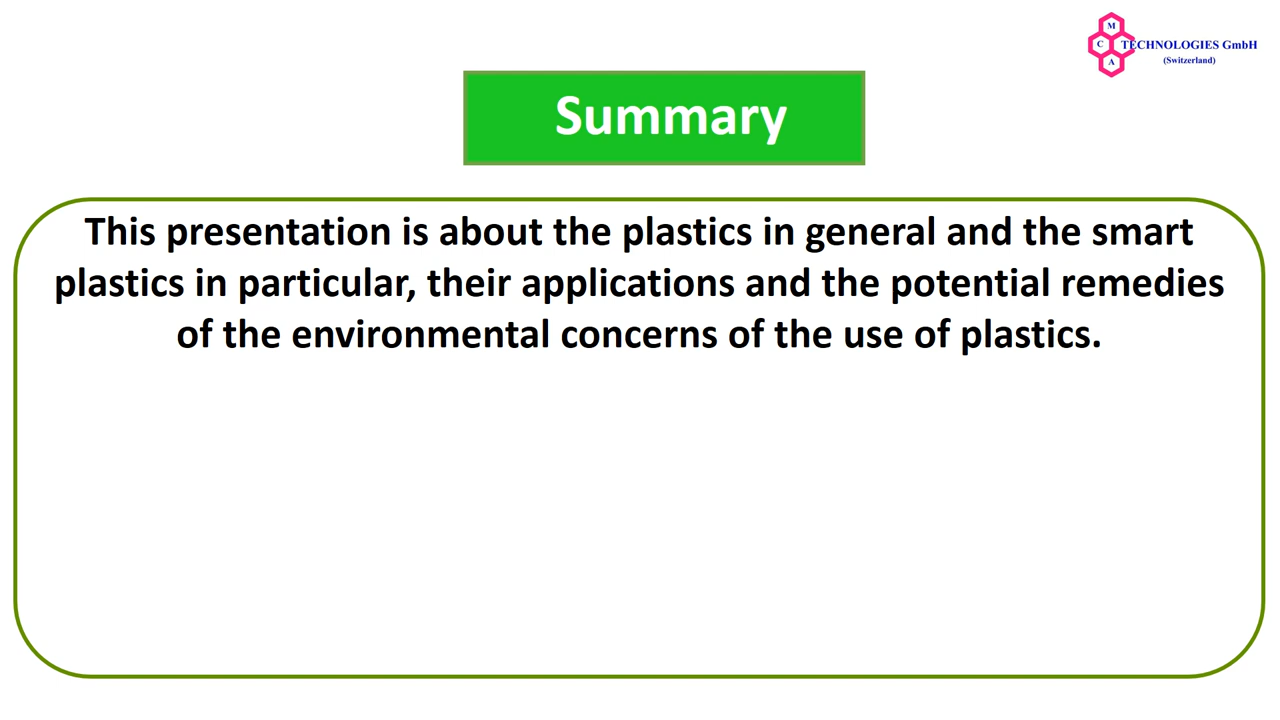 M
C
A
TECHNOLOGIES GmbH
(Switzerland)
Summary
This presentation is about the plastics in general and the smart
plastics in particular, their applications and the potential remedies
of the environmental concerns of the use of plastics.